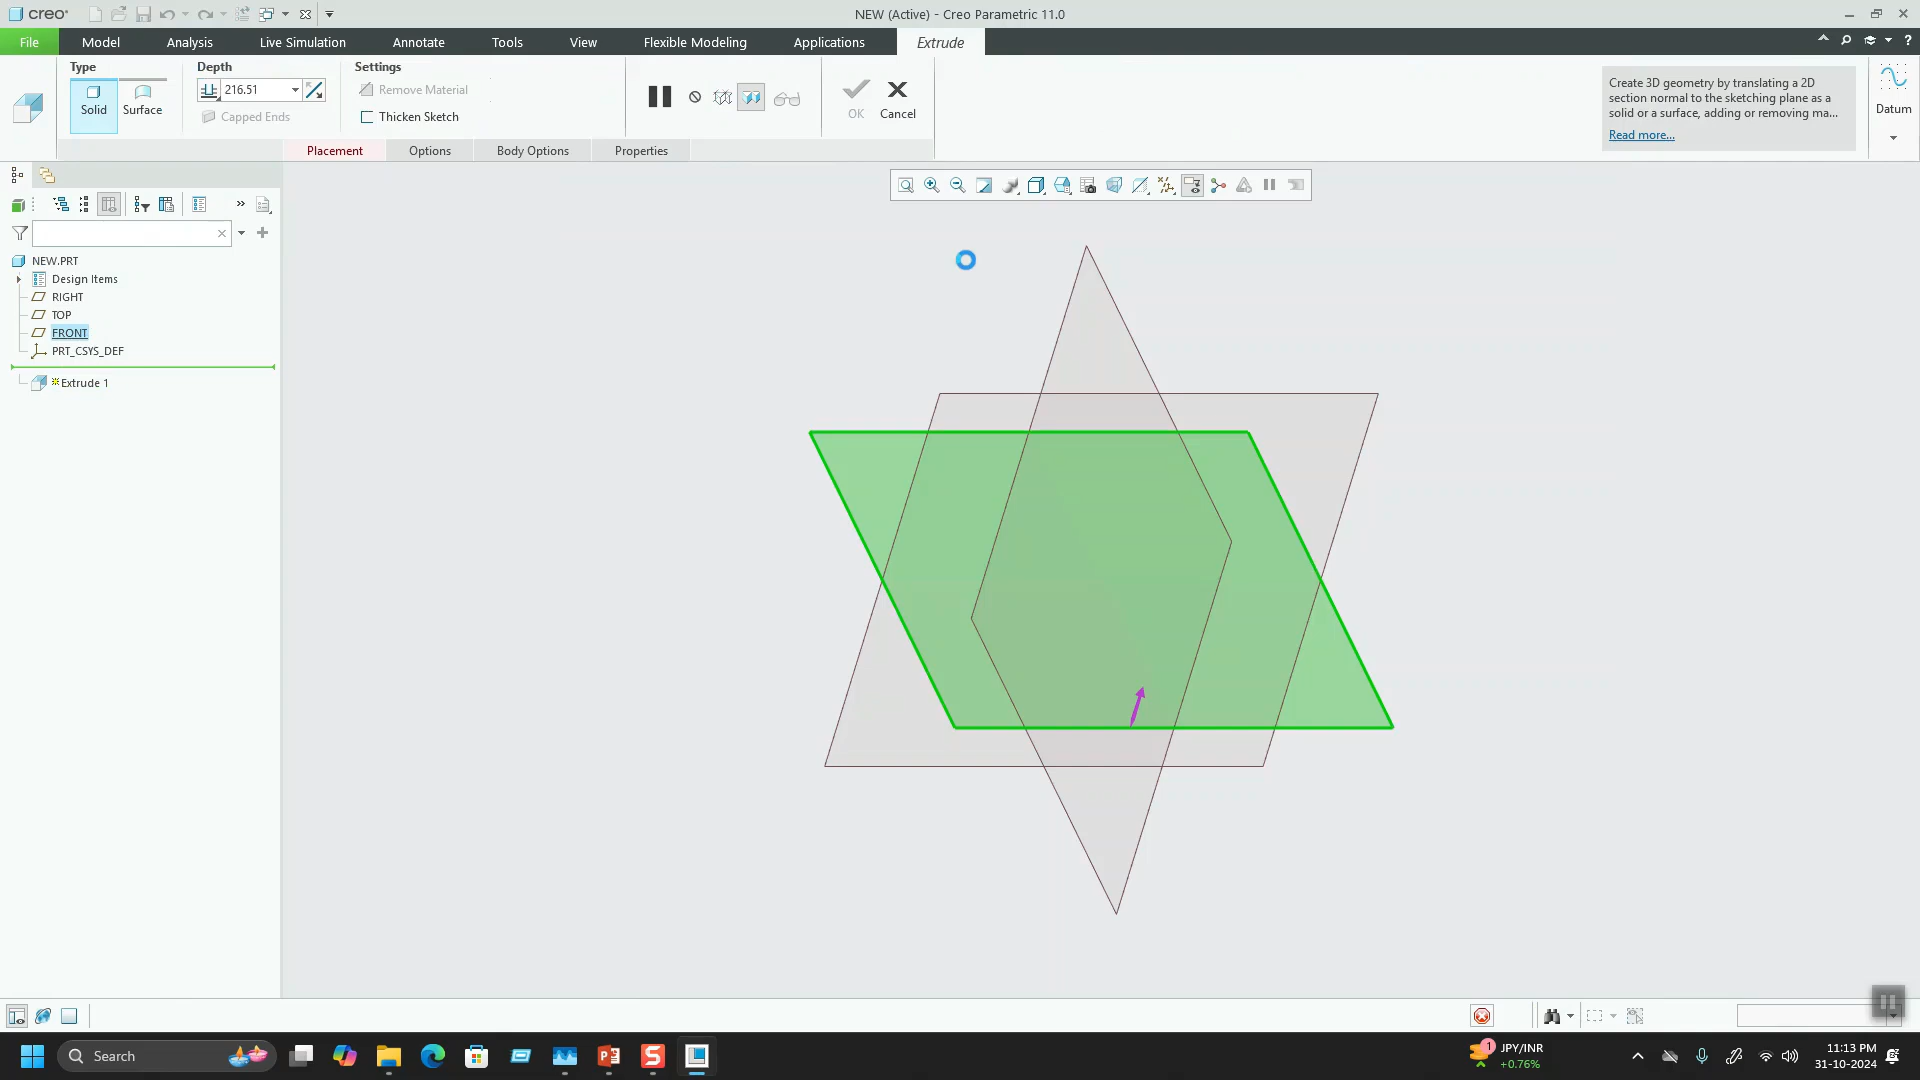 creo
NEW (Active) - Creo Parametric 11.0
File
Model
Analysis
Live Simulation
Annotate
Tools
View
Flexible Modeling
Applications
Extrude
?
Type
Depth
Settings
Solid
Surface
216.51
Remove Material
Capped Ends
Thicken Sketch
OK
Cancel
Create 3D geometry by translating a 2D
section normal to the sketching plane as a
solid or a surface, adding or removing ma...
Read more...
Datum
Placement
Options
Body Options
Properties
NEW.PRT
Design Items
RIGHT
TOP
FRONT
PRT_CSYS_DEF
Extrude 1
Search
1
JPY/INR
+0.76%
11:13 PM
31-10-2024